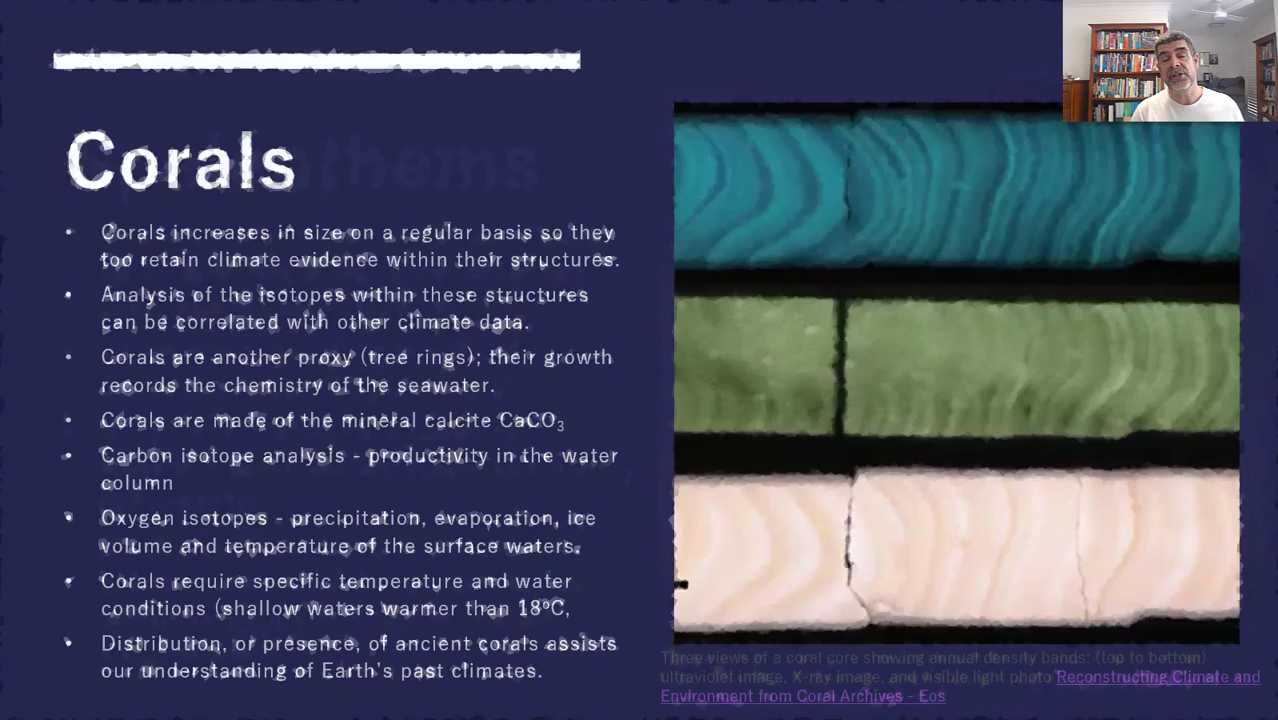 Corals
• Corals increases in size on a regular basis so they
too retain climate evidence within their structures.
• Analysis of the isotopes within these structures
can be correlated with other climate data.
• Corals are another proxy (tree rings); their growth
records the chemistry of the seawater.
• Corals are made of the mineral calcite CaCO₃
• Carbon isotope analysis - productivity in the water
column
• Oxygen isotopes - precipitation, evaporation, ice
volume and temperature of the surface waters.
• Corals require specific temperature and water
conditions (shallow waters warmer than 18ºC,
• Distribution, or presence, of ancient corals assists
our understanding of Earth's past climates.
Three views of a coral core showing annual density bands: (top to bottom)
ultraviolet image, X-ray image, and visible light photo Reconstructing Climate and
Environment from Coral Archives - Eos